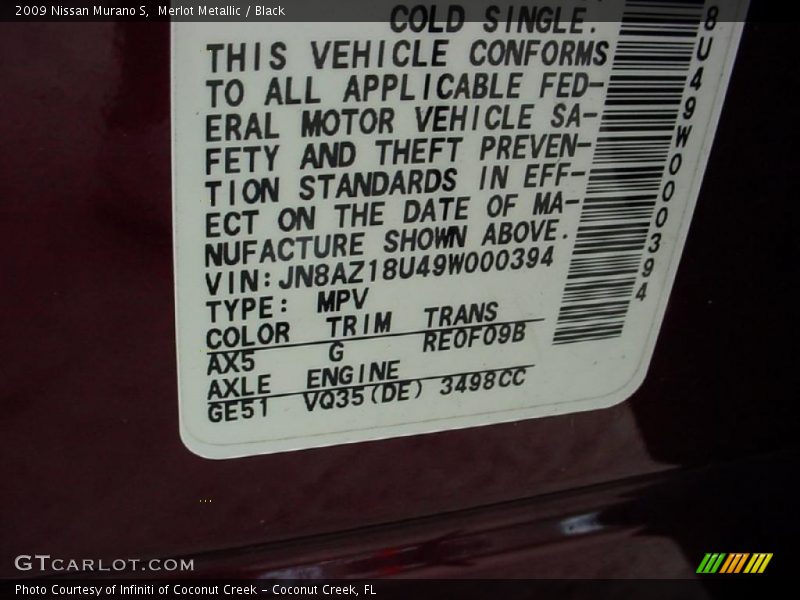 2009 Nissan Murano S,  Merlot Metallic / Black
COLD SINGLE.
THIS VEHICLE CONFORMS
TO ALL APPLICABLE FED-
ERAL MOTOR VEHICLE SA-
FETY AND THEFT PREVEN-
TION STANDARDS IN EFF-
ECT ON THE DATE OF MA-
NUFACTURE SHOWN ABOVE.
VIN:JN8AZ18U49W000394
TYPE: MPV
COLOR TRIM TRANS
AX5 G RE0F09B
AXLE ENGINE
GE51 VQ35(DE) 3498CC
8U49W000394
GTCARLOT.COM
Photo Courtesy of Infiniti of Coconut Creek - Coconut Creek, FL